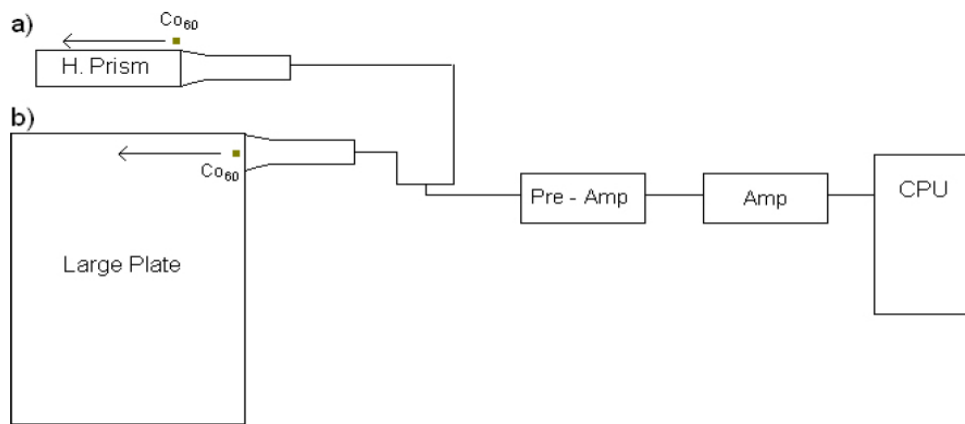 a)
Co60
H. Prism
b)
Co60
Pre - Amp
Amp
CPU
Large Plate